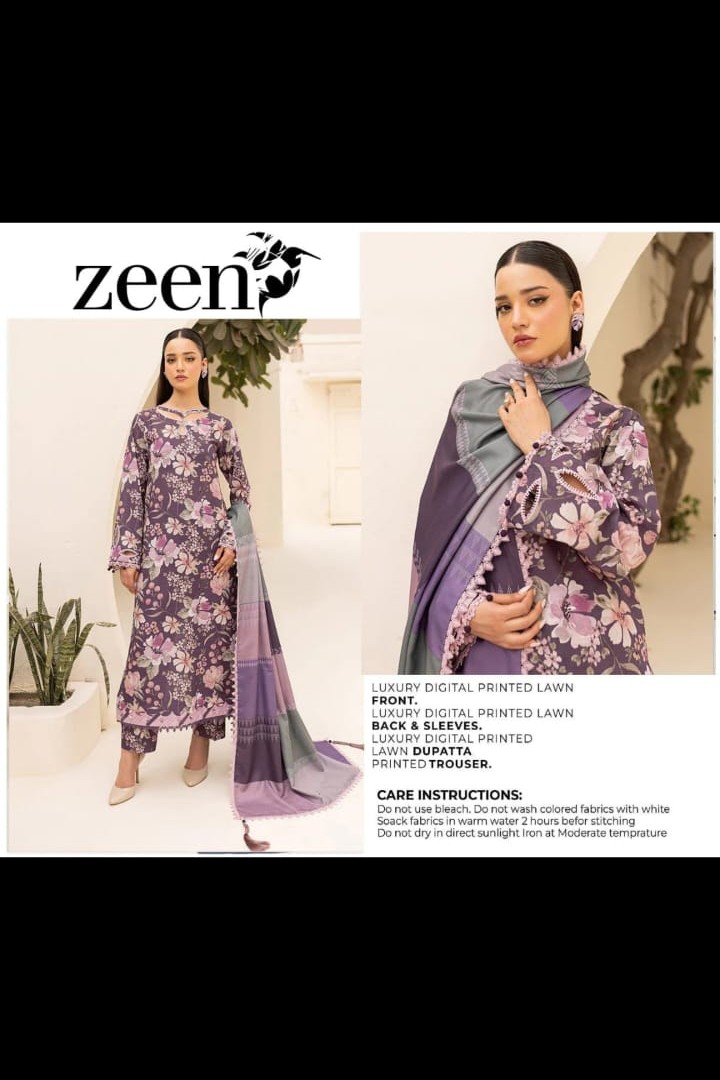 zeen
LUXURY DIGITAL PRINTED LAWN
FRONT.
LUXURY DIGITAL PRINTED LAWN
BACK & SLEEVES.
LUXURY DIGITAL PRINTED
LAWN DUPATTA
PRINTED TROUSER.
CARE INSTRUCTIONS:
Do not use bleach. Do not wash colored fabrics with white
Soack fabrics in warm water 2 hours befor stitching
Do not dry in direct sunlight Iron at Moderate temprature